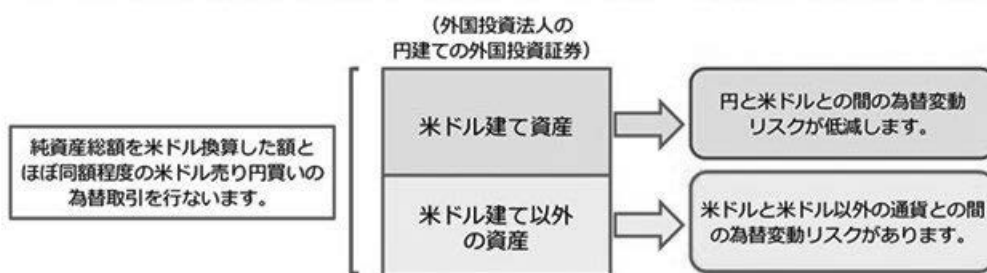 （外国投資法人の
円建ての外国投資証券）
純資産総額を米ドル換算した額と
ほぼ同額程度の米ドル売り円買いの
為替取引を行ないます。
米ドル建て資産
円と米ドルとの間の為替変動
リスクが低減します。
米ドル建て以外
の資産
米ドルと米ドル以外の通貨との間
の為替変動リスクがあります。